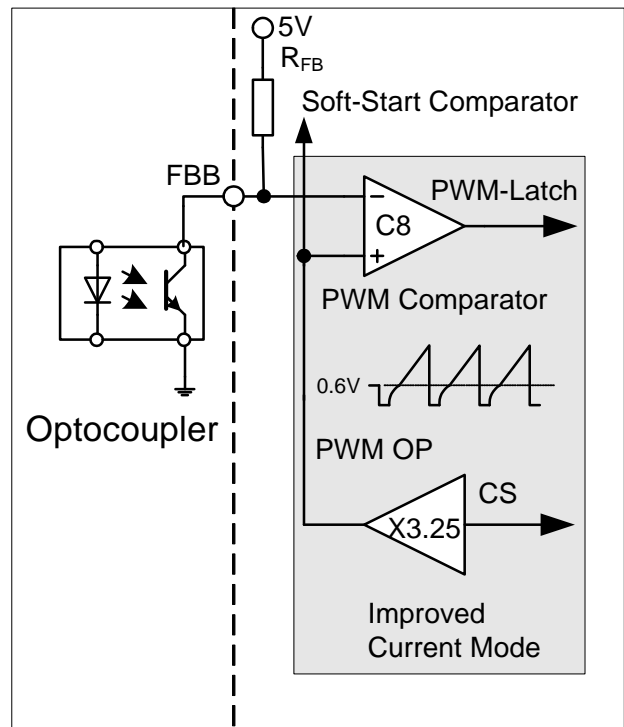 5V
RFB
Soft-Start Comparator
FBB
PWM-Latch
−
C8
+
PWM Comparator
0.6V
Optocoupler
PWM OP
CS
X3.25
Improved
Current Mode